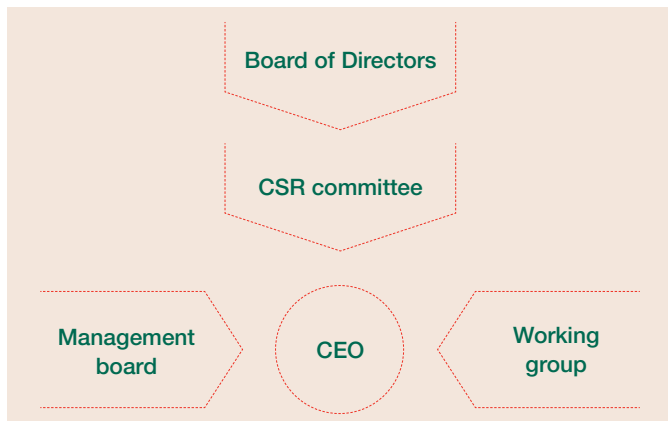 Board of Directors
CSR committee
Management
board
CEO
Working
group